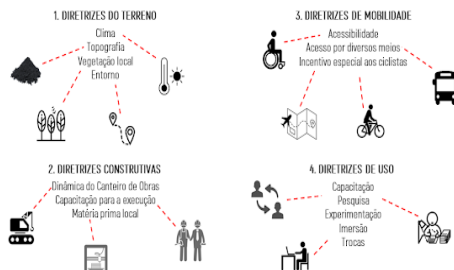 1. DIRETRIZES DO TERRENO
Clima
Topografia
Vegetação local
Entorno
2. DIRETRIZES CONSTRUTIVAS
Dinâmica do Canteiro de Obras
Capacitação para a execução
Matéria prima local
3. DIRETRIZES DE MOBILIDADE
Acessibilidade
Acesso por diversos meios
Incentivo especial aos ciclistas
4. DIRETRIZES DE USO
Capacitação
Pesquisa
Experimentação
Imersão
Trocas